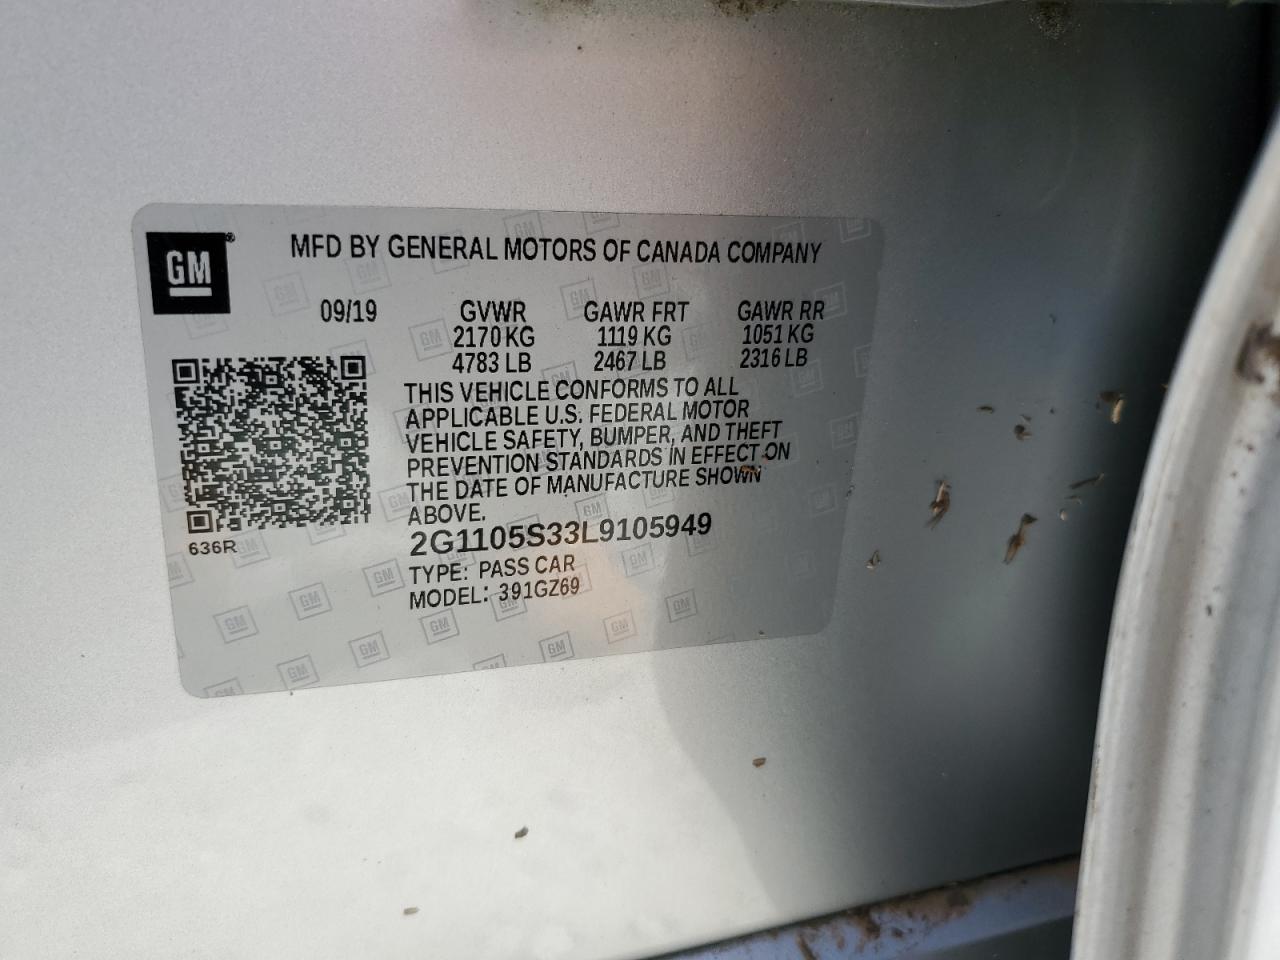 GM
MFD BY GENERAL MOTORS OF CANADA COMPANY
09/19 GVWR GAWR FRT GAWR RR
2170 KG 1119 KG 1051 KG
4783 LB 2467 LB 2316 LB
THIS VEHICLE CONFORMS TO ALL
APPLICABLE U.S. FEDERAL MOTOR
VEHICLE SAFETY, BUMPER, AND THEFT
PREVENTION STANDARDS IN EFFECT ON
THE DATE OF MANUFACTURE SHOWN
ABOVE.
636R
2G1105S33L9105949
TYPE: PASS CAR
MODEL: 391GZ69